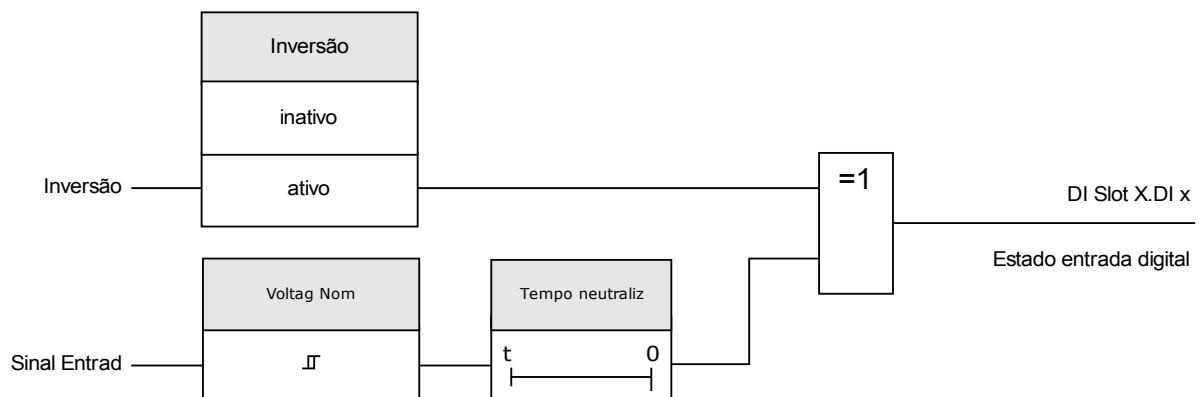 Inversão
inativo
Inversão
ativo
=1
DI Slot X.DI x
Estado entrada digital
Voltag Nom
Tempo neutraliz
Sinal Entrad
t
0